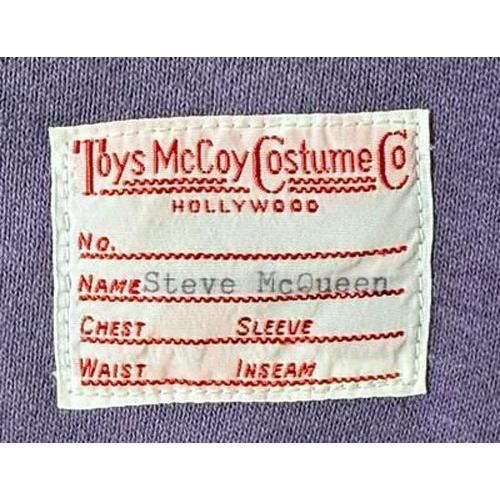 Toys McCoy Costume Co
HOLLYWOOD
No.
NAME Steve McQueen
CHEST SLEEVE
WAIST INSEAM